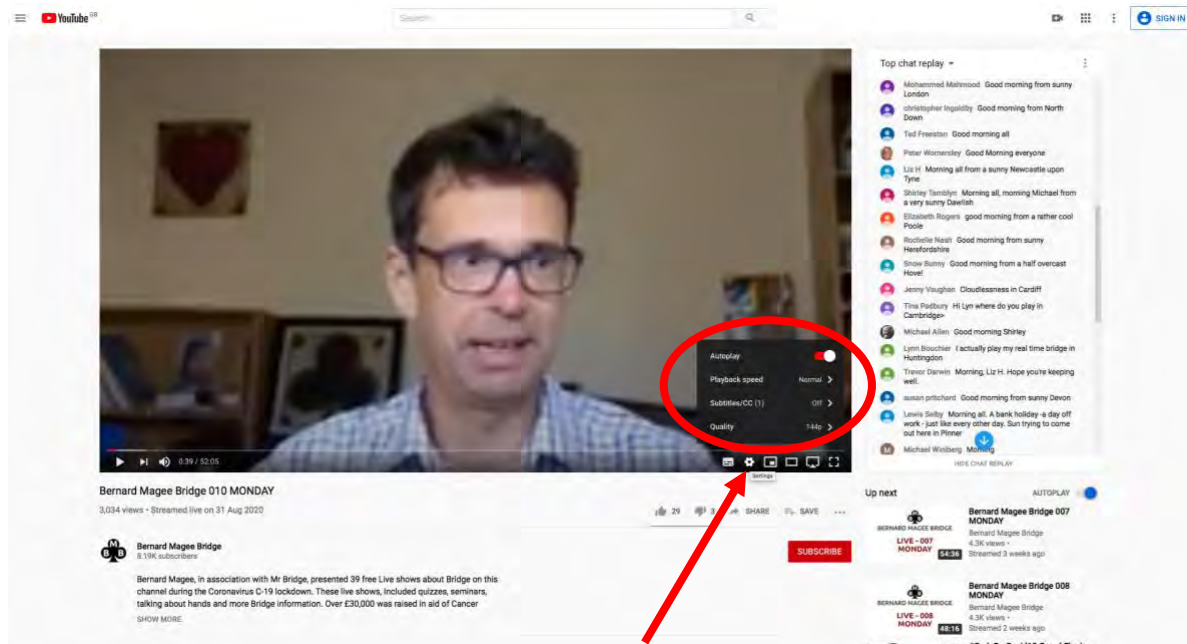 YouTube GB
Search
SIGN IN
Top chat replay
Mohammed Mahmood Good morning from sunny
London
christopher Ingoldby Good morning from North
Down
Ted Freestan Good morning all
Peter Womersley Good Morning everyone
Liz H Morning all from a sunny Newcastle upon
Tyne
Shirley Tamblyn Morning all, morning Michael from
a very sunny Dawlish
Elizabeth Rogers good morning from a rather cool
Poole
Rochelle Nash Good morning from sunny
Herefordshire
Snow Bunny Good morning from a half overcast
Hove!
Jenny Vaughan Cloudlessness in Cardiff
Tina Padbury Hi Lyn where do you play in
Cambridge>
Michael Allen Good morning Shirley
Lynn Bouchier I actually play my real time bridge in
Huntingdon
Trevor Darwin Morning, Liz H. Hope you're keeping
well.
susan pritchard Good morning from sunny Devon
Lewis Selby Morning all. A bank holiday -a day off
work - just like every other day. Sun trying to come
out here in Pinner
M Michael Winiberg Morning
HIDE CHAT REPLAY
Autoplay
Playback speed Normal
Subtitles/CC (1) Off
Quality 144p
0:39 / 52:05
Settings
Bernard Magee Bridge 010 MONDAY
3,034 views • Streamed live on 31 Aug 2020
29 3 SHARE SAVE
M
B B
Bernard Magee Bridge
8.19K subscribers
SUBSCRIBE
Bernard Magee, in association with Mr Bridge, presented 39 free Live shows about Bridge on this
channel during the Coronavirus C-19 lockdown. These live shows, Included quizzes, seminars,
talking about hands and more Bridge information. Over £30,000 was raised in aid of Cancer
SHOW MORE
Up next AUTOPLAY
BERNARD MAGEE BRIDGE
LIVE - 007
MONDAY
54:36
Bernard Magee Bridge 007
MONDAY
Bernard Magee Bridge
4.3K views •
Streamed 3 weeks ago
BERNARD MAGEE BRIDGE
LIVE - 008
MONDAY
48:16
Bernard Magee Bridge 008
MONDAY
Bernard Magee Bridge
4.3K views •
Streamed 2 weeks ago